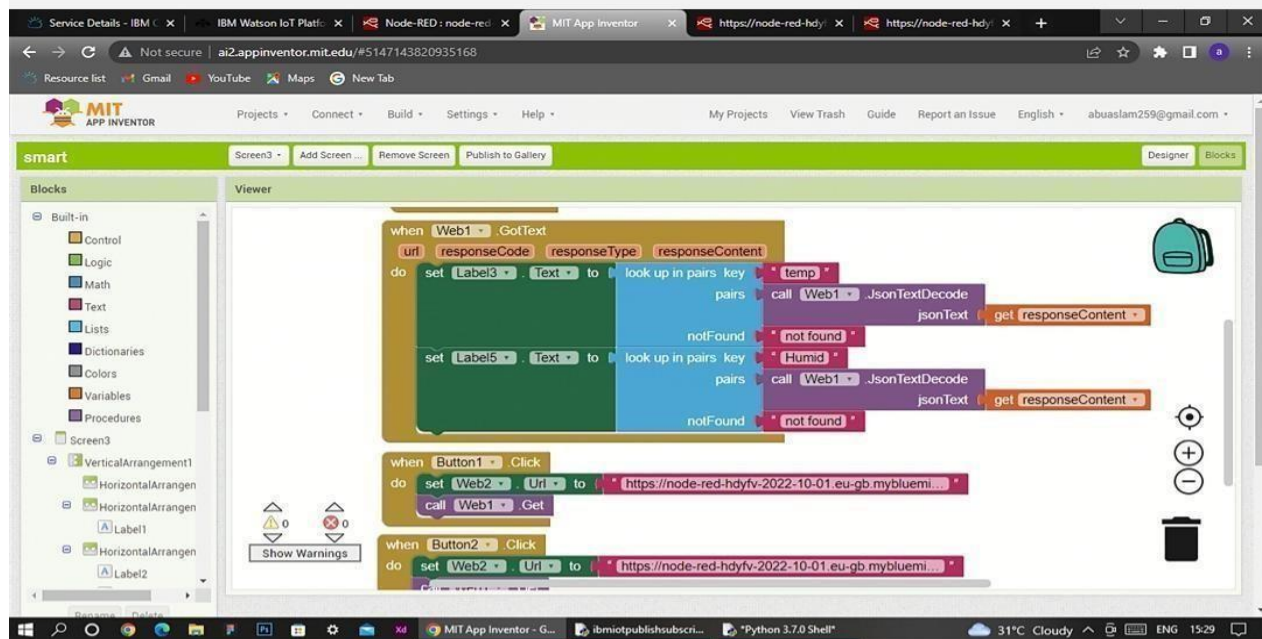 Service Details - IBM C
IBM Watson IoT Platfo
Node-RED : node-red
MIT App Inventor
https://node-red-hdy
https://node-red-hdy
Not secure | ai2.appinventor.mit.edu/#5147143820935168
a
Resource list Gmail YouTube Maps New Tab
MIT
APP INVENTOR
Projects Connect Build Settings Help My Projects View Trash Guide Report an Issue English abuaslam259@gmail.com
smart Screen3 Add Screen ... Remove Screen Publish to Gallery Designer Blocks
Blocks Viewer
Built-in
Control
Logic
Math
Text
Lists
Dictionaries
Colors
Variables
Procedures
Screen3
VerticalArrangement1
HorizontalArrangen
HorizontalArrangen
Label1
HorizontalArrangen
Label2
Rename Delete
when Web1 .GotText
url responseCode responseType responseContent
do set Label3 . Text to look up in pairs key " temp "
pairs call Web1 .JsonTextDecode
jsonText get responseContent
notFound " not found "
set Label5 . Text to look up in pairs key " Humid "
pairs call Web1 .JsonTextDecode
jsonText get responseContent
notFound " not found "
when Button1 .Click
do set Web2 . Url to " https://node-red-hdyfv-2022-10-01.eu-gb.mybluemi... "
call Web1 .Get
when Button2 .Click
do set Web2 . Url to " https://node-red-hdyfv-2022-10-01.eu-gb.mybluemi... "
0 0
Show Warnings
MIT App Inventor - G... ibmiotpublishsubscri... *Python 3.7.0 Shell* 31°C Cloudy ENG 15:29